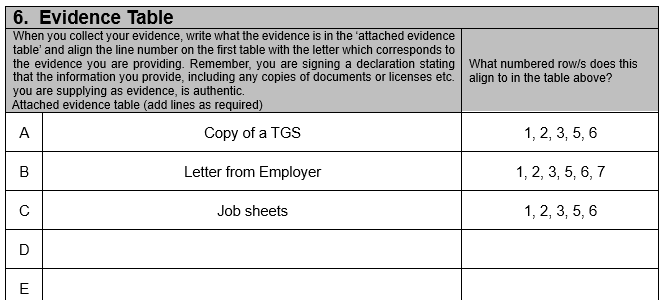 6. Evidence Table
When you collect your evidence, write what the evidence is in the 'attached evidence
table' and align the line number on the first table with the letter which corresponds to
the evidence you are providing. Remember, you are signing a declaration stating
that the information you provide, including any copies of documents or licenses etc.
you are supplying as evidence, is authentic.
Attached evidence table (add lines as required)
What numbered row/s does this
align to in the table above?
A Copy of a TGS 1, 2, 3, 5, 6
B Letter from Employer 1, 2, 3, 5, 6, 7
C Job sheets 1, 2, 3, 5, 6
D
E